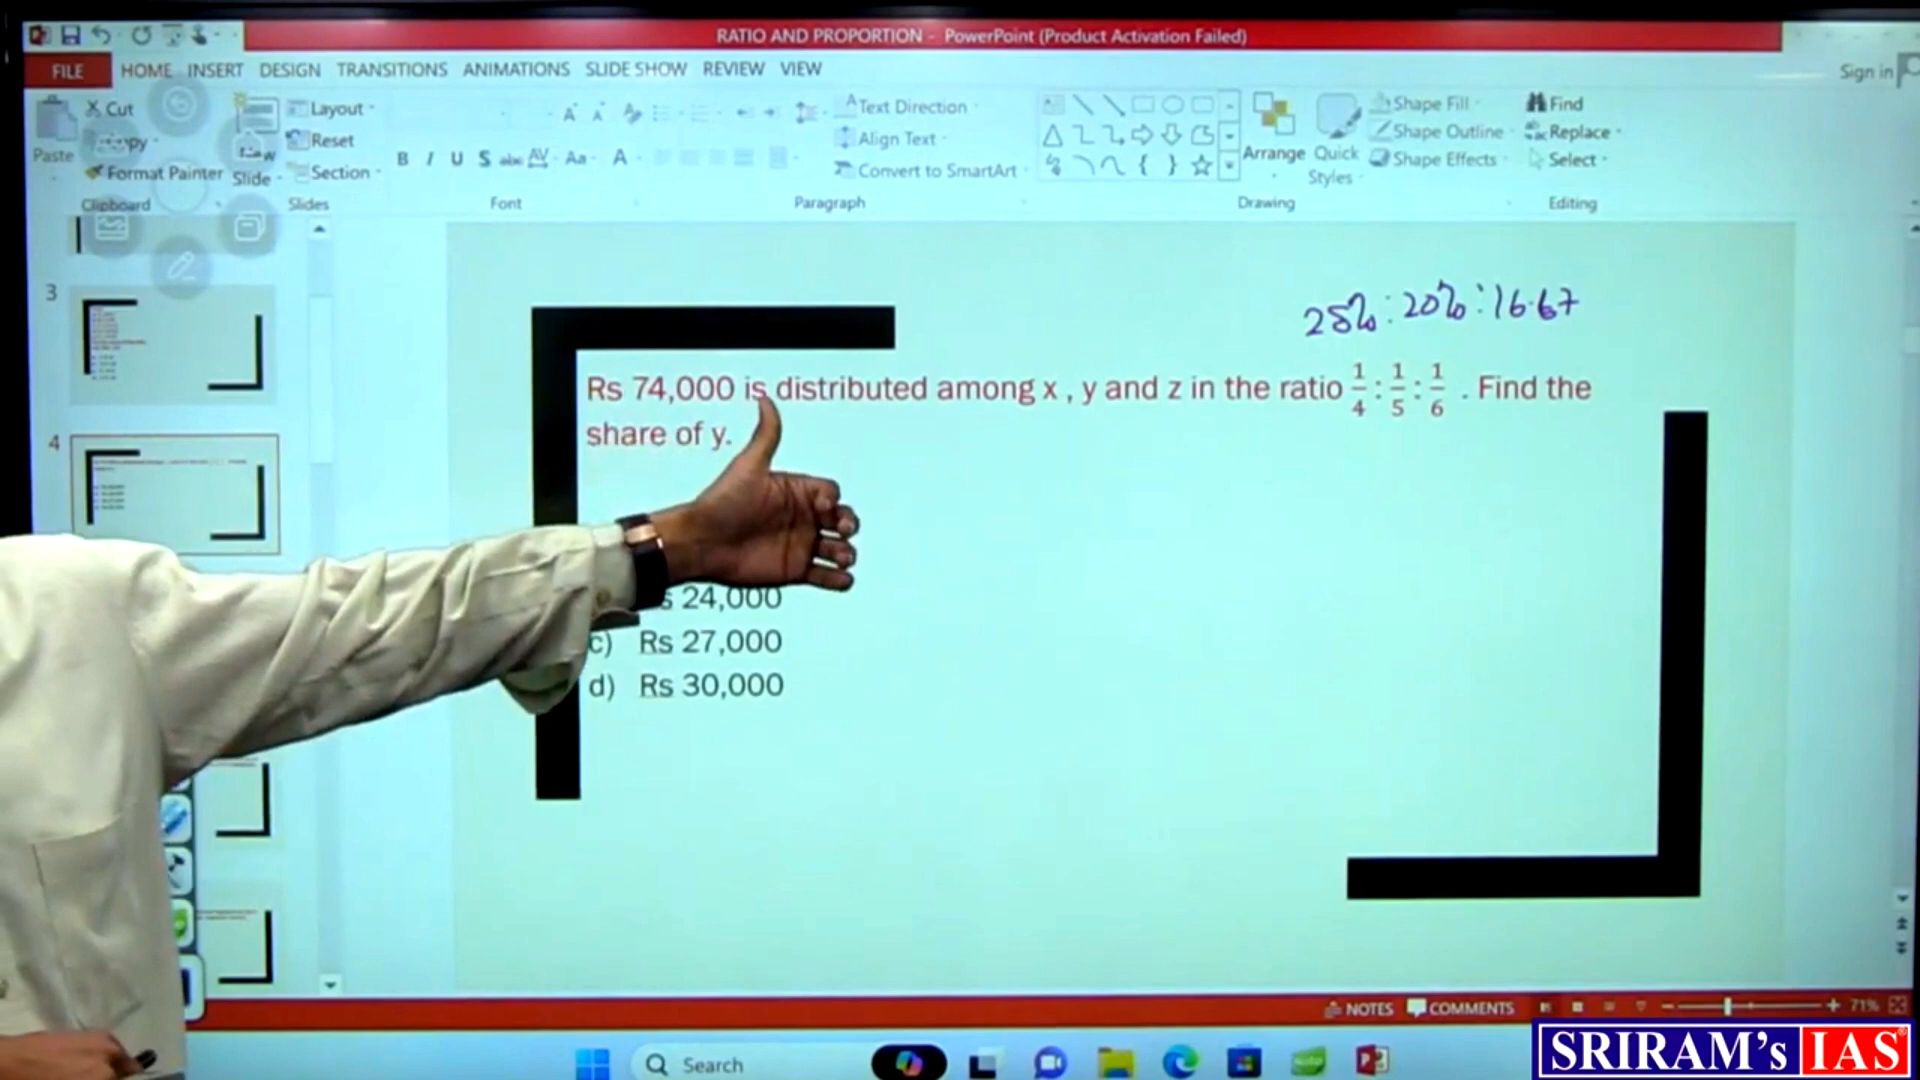 RATIO AND PROPORTION - PowerPoint (Product Activation Failed)
FILE HOME INSERT DESIGN TRANSITIONS ANIMATIONS SLIDE SHOW REVIEW VIEW
Sign in
Cut
Format Painter
Paste
Clipboard
Slide
Layout
Reset
Section
Slides
B I U S abc AV Aa A
Font
Text Direction
Align Text
Convert to SmartArt
Paragraph
Arrange
Quick
Styles
Shape Fill
Shape Outline
Shape Effects
Drawing
Find
Replace
Select
Editing
3
4
25% : 20% : 16.67
Rs 74,000 is distributed among x , y and z in the ratio 1/4 : 1/5 : 1/6 . Find the
share of y.
24,000
c) Rs 27,000
d) Rs 30,000
NOTES COMMENTS 71%
Search
SRIRAM's IAS